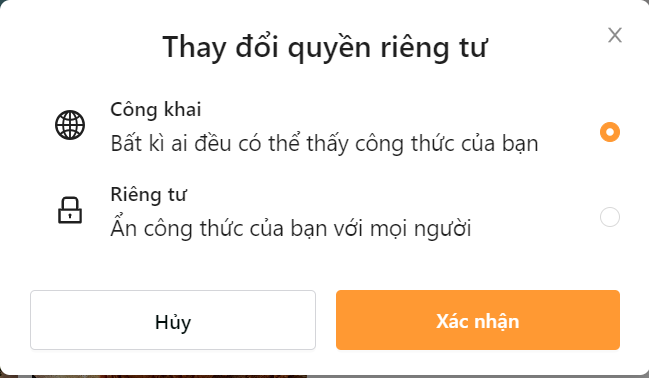 Thay đổi quyền riêng tư
Công khai
Bất kì ai đều có thể thấy công thức của bạn
Riêng tư
Ẩn công thức của bạn với mọi người
Hủy
Xác nhận